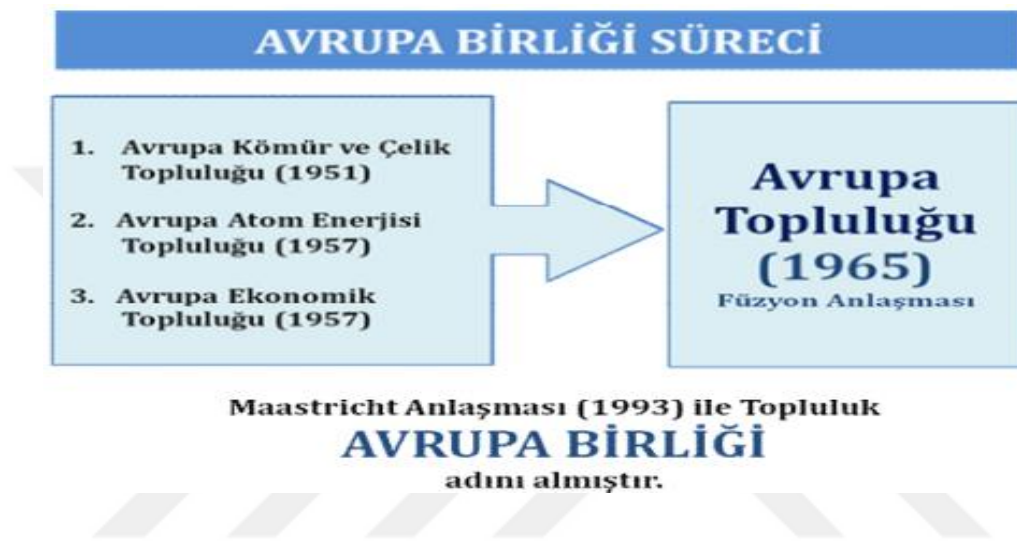 AVRUPA BİRLİĞİ SÜRECİ
1. Avrupa Kömür ve Çelik
Topluluğu (1951)
2. Avrupa Atom Enerjisi
Topluluğu (1957)
3. Avrupa Ekonomik
Topluluğu (1957)
Avrupa
Topluluğu
(1965)
Füzyon Anlaşması
Maastricht Anlaşması (1993) ile Topluluk
AVRUPA BİRLİĞİ
adını almıştır.